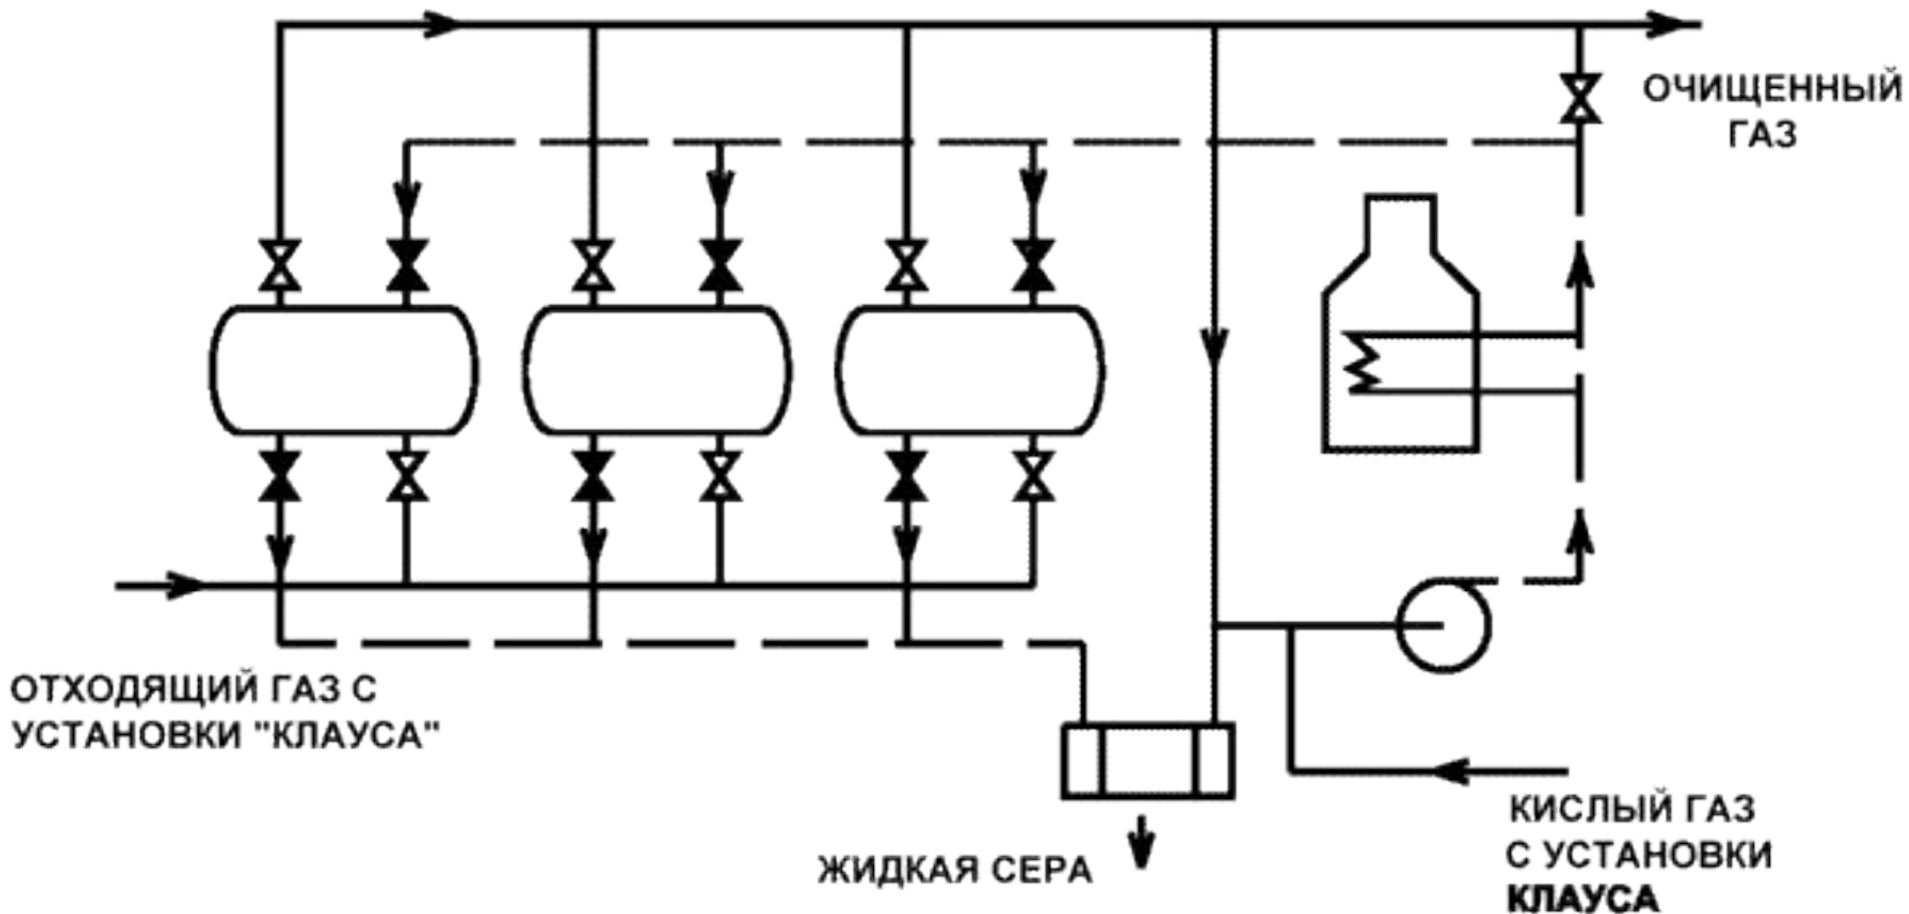 ОЧИЩЕННЫЙ
ГАЗ
ОТХОДЯЩИЙ ГАЗ С
УСТАНОВКИ "КЛАУСА"
ЖИДКАЯ СЕРА
КИСЛЫЙ ГАЗ
С УСТАНОВКИ
КЛАУСА